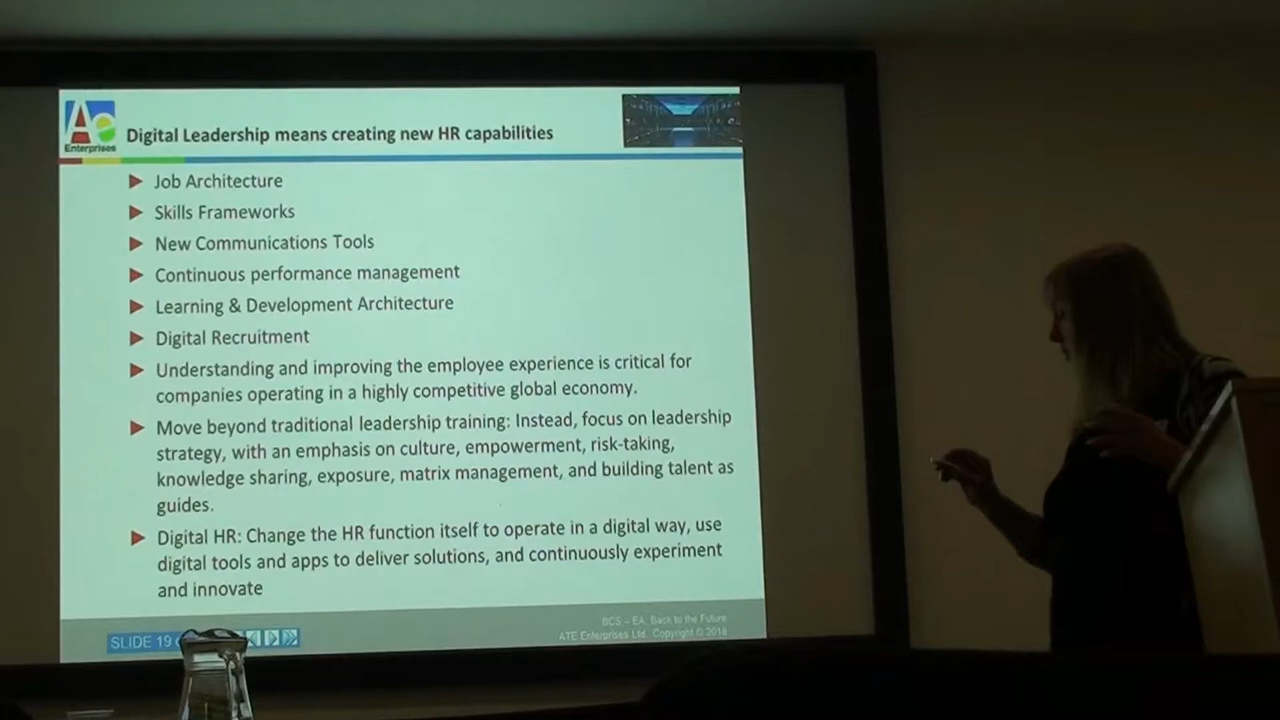 Ae
Enterprises
Digital Leadership means creating new HR capabilities
Job Architecture
Skills Frameworks
New Communications Tools
Continuous performance management
Learning & Development Architecture
Digital Recruitment
Understanding and improving the employee experience is critical for
companies operating in a highly competitive global economy.
Move beyond traditional leadership training: Instead, focus on leadership
strategy, with an emphasis on culture, empowerment, risk-taking,
knowledge sharing, exposure, matrix management, and building talent as
guides.
Digital HR: Change the HR function itself to operate in a digital way, use
digital tools and apps to deliver solutions, and continuously experiment
and innovate
SLIDE 19
BCS – EA: Back to the Future
ATE Enterprises Ltd. Copyright © 2018